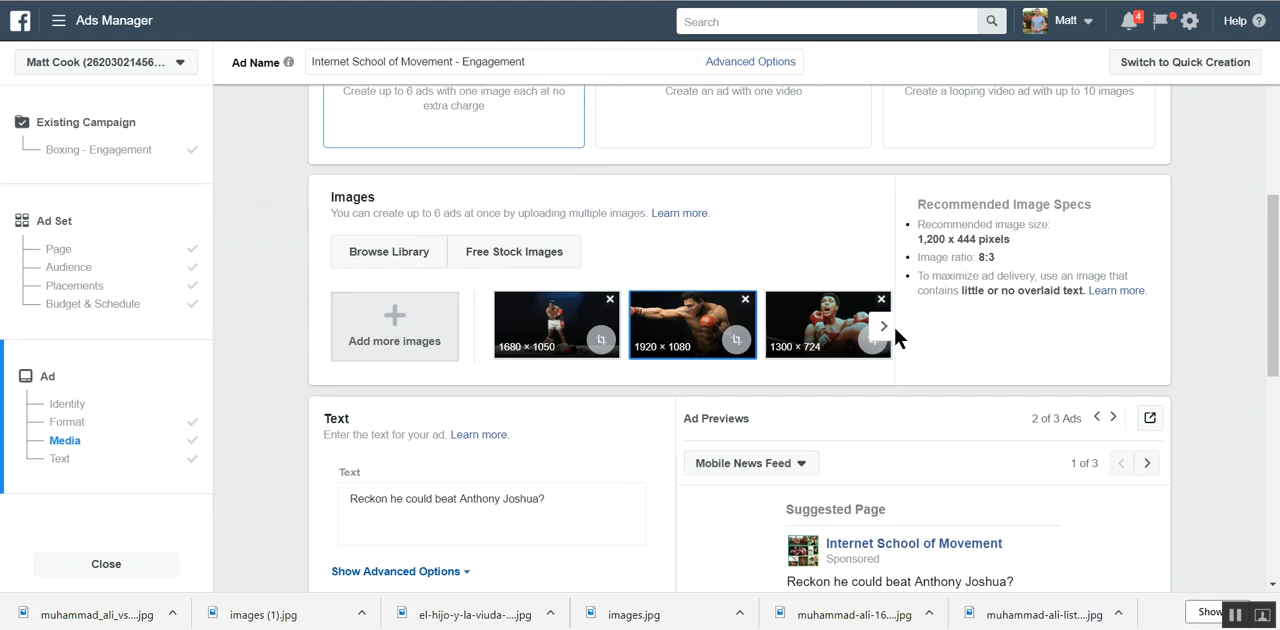 Ads Manager
Search
Matt
4
Help
Matt Cook (26203021456...
Ad Name
Internet School of Movement - Engagement
Advanced Options
Switch to Quick Creation
Create up to 6 ads with one image each at no
extra charge
Create an ad with one video
Create a looping video ad with up to 10 images
Existing Campaign
Boxing - Engagement
Ad Set
Page
Audience
Placements
Budget & Schedule
Ad
Identity
Format
Media
Text
Close
Images
You can create up to 6 ads at once by uploading multiple images. Learn more.
Browse Library
Free Stock Images
Add more images
1680 × 1050
1920 × 1080
1300 × 724
Recommended Image Specs
• Recommended image size:
1,200 x 444 pixels
• Image ratio: 8:3
• To maximize ad delivery, use an image that
contains little or no overlaid text. Learn more.
Text
Enter the text for your ad. Learn more.
Text
Reckon he could beat Anthony Joshua?
Show Advanced Options
Ad Previews
2 of 3 Ads
Mobile News Feed
1 of 3
Suggested Page
Internet School of Movement
Sponsored
Reckon he could beat Anthony Joshua?
muhammad_ali_vs....jpg
images (1).jpg
el-hijo-y-la-viuda-....jpg
images.jpg
muhammad-ali-16....jpg
muhammad-ali-list....jpg
Show